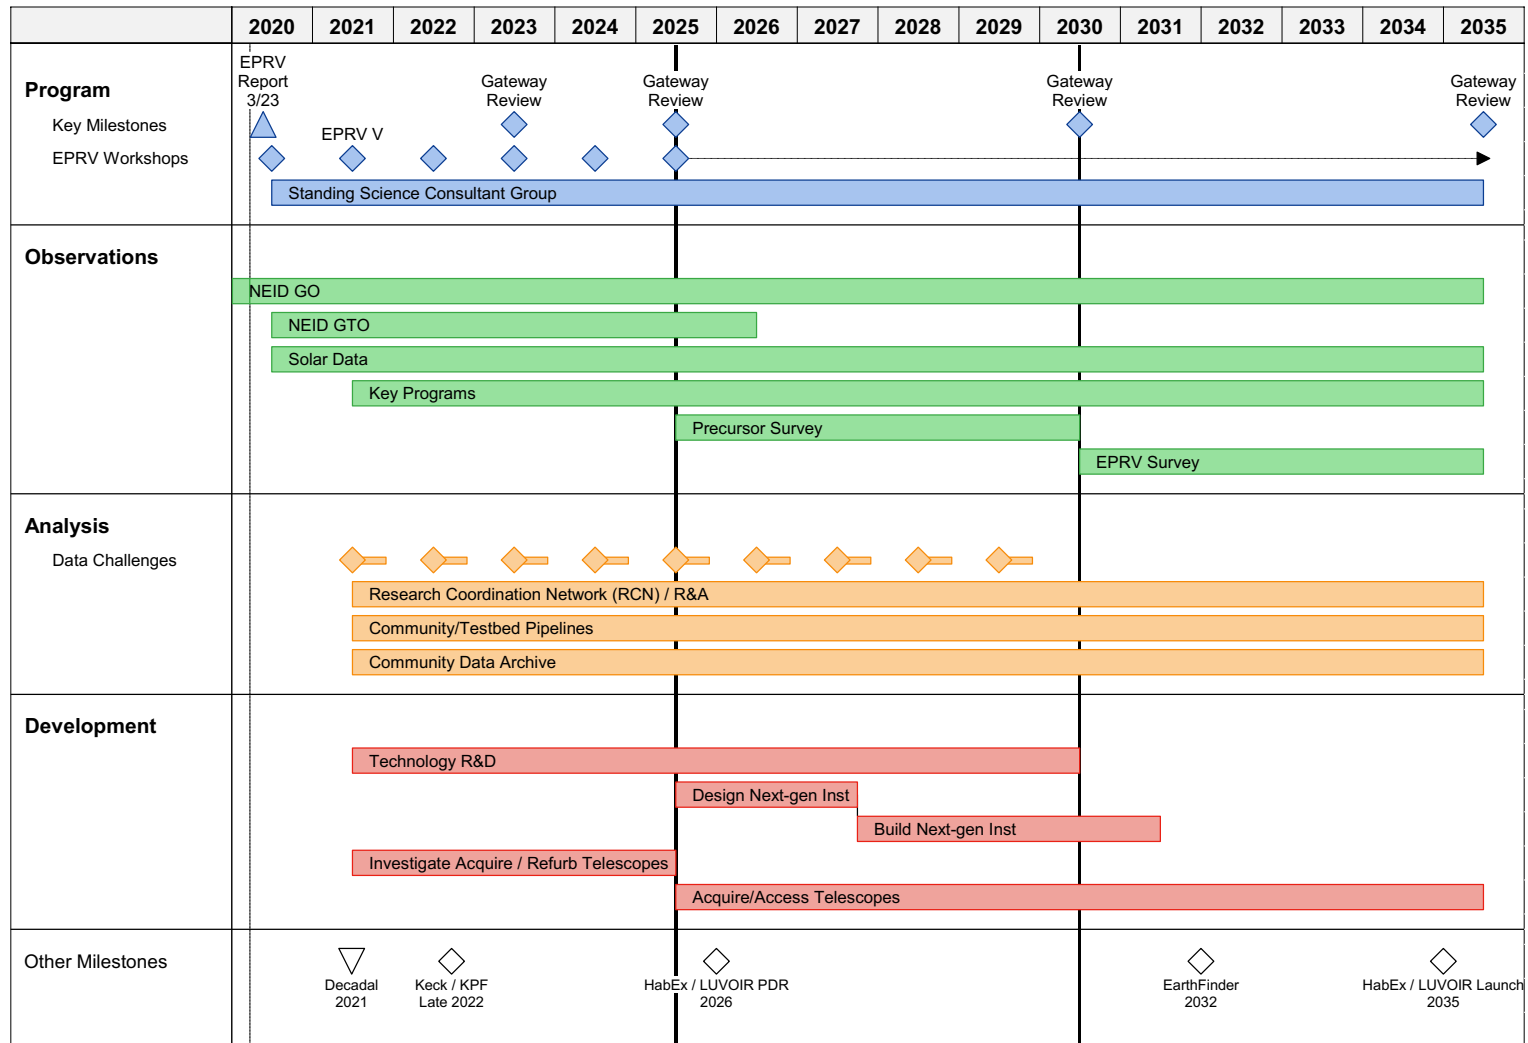 2020 2021 2022 2023 2024 2025 2026 2027 2028 2029 2030 2031 2032 2033 2034 2035
Program
EPRV
Report
3/23
Gateway
Review
Gateway
Review
Gateway
Review
Gateway
Review
Key Milestones
EPRV V
EPRV Workshops
Standing Science Consultant Group
Observations
NEID GO
NEID GTO
Solar Data
Key Programs
Precursor Survey
EPRV Survey
Analysis
Data Challenges
Research Coordination Network (RCN) / R&A
Community/Testbed Pipelines
Community Data Archive
Development
Technology R&D
Design Next-gen Inst
Build Next-gen Inst
Investigate Acquire / Refurb Telescopes
Acquire/Access Telescopes
Other Milestones
Decadal
2021
Keck / KPF
Late 2022
HabEx / LUVOIR PDR
2026
EarthFinder
2032
HabEx / LUVOIR Launch
2035